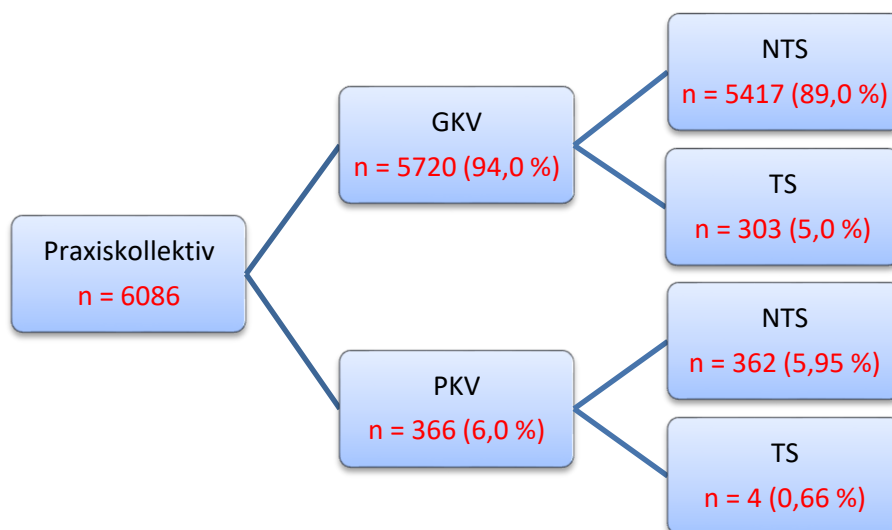 Praxiskollektiv
n = 6086
GKV
n = 5720 (94,0 %)
PKV
n = 366 (6,0 %)
NTS
n = 5417 (89,0 %)
TS
n = 303 (5,0 %)
NTS
n = 362 (5,95 %)
TS
n = 4 (0,66 %)